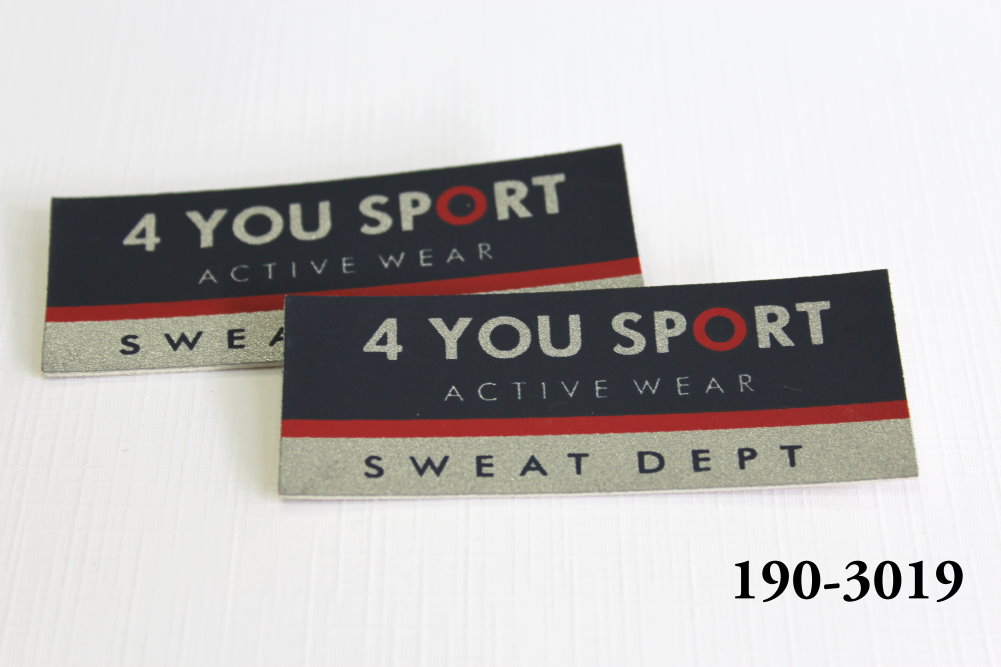 4 YOU SPORT
ACTIVE WEAR
SWEA
4 YOU SPORT
ACTIVE WEAR
SWEAT DEPT
190-3019